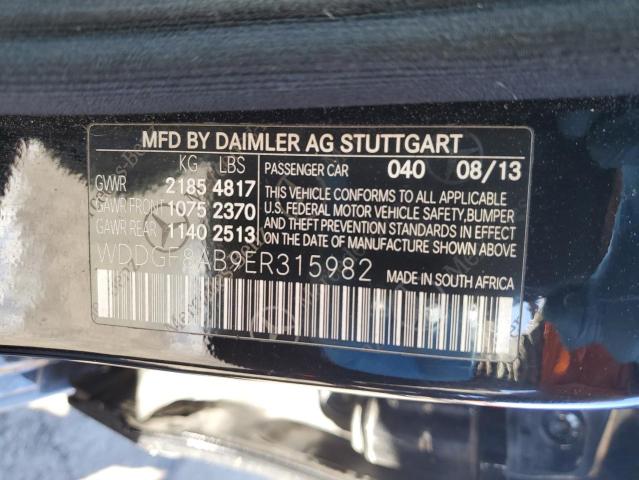 MFD BY DAIMLER AG STUTTGART
KG LBS PASSENGER CAR 040 08/13
GVWR 2185 4817
GAWR FRONT 1075 2370
GAWR REAR 1140 2513
THIS VEHICLE CONFORMS TO ALL APPLICABLE
U.S. FEDERAL MOTOR VEHICLE SAFETY,BUMPER
AND THEFT PREVENTION STANDARDS IN EFFECT
ON THE DATE OF MANUFACTURE SHOWN ABOVE.
WDDGF8AB9ER315982 MADE IN SOUTH AFRICA